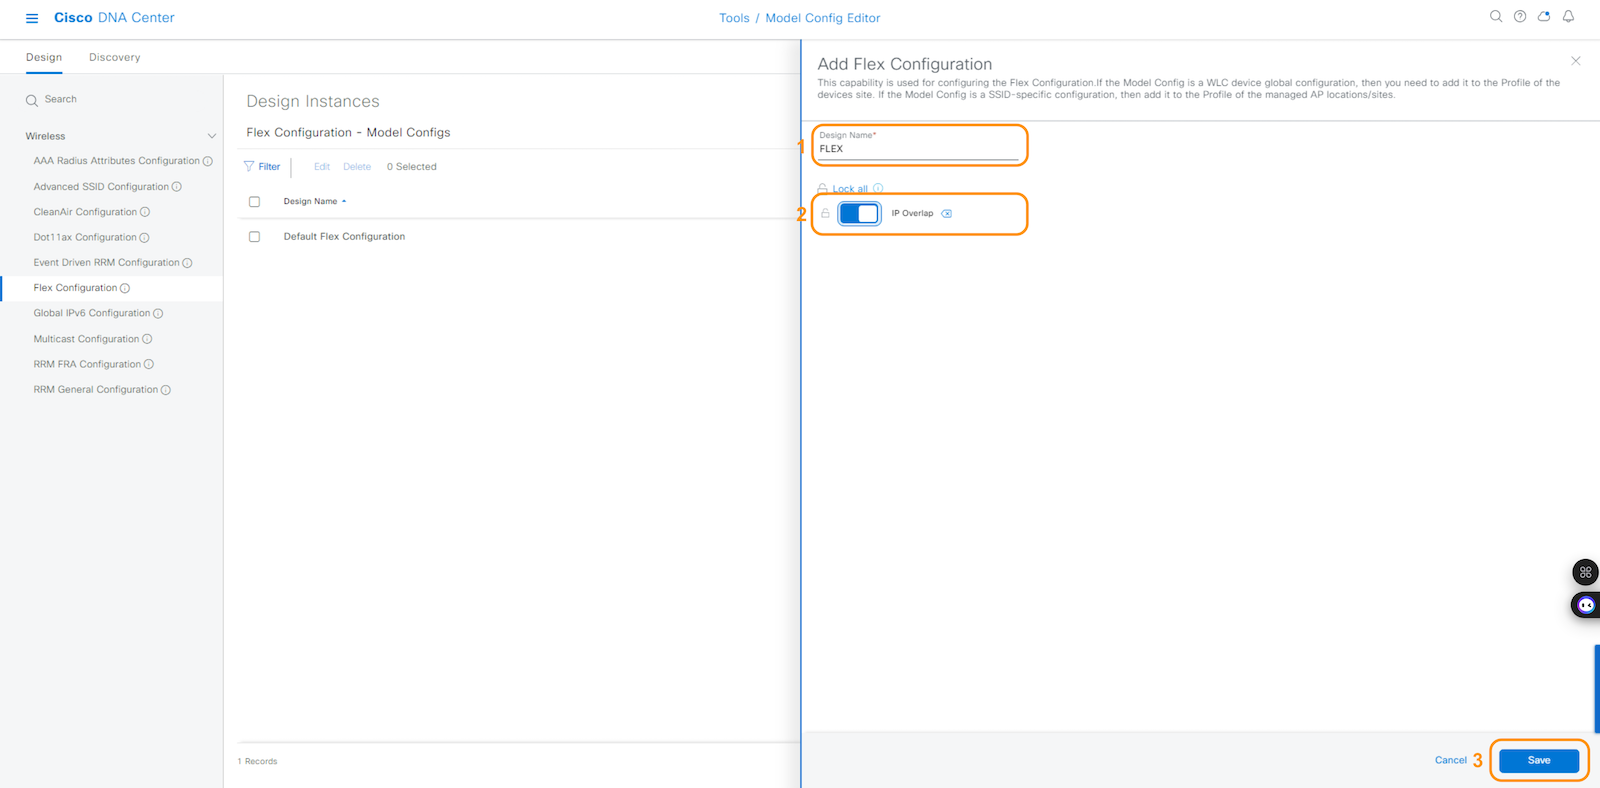 Cisco DNA Center
Tools / Model Config Editor
Design
Discovery
Search
Wireless
AAA Radius Attributes Configuration
Advanced SSID Configuration
CleanAir Configuration
Dot11ax Configuration
Event Driven RRM Configuration
Flex Configuration
Global IPv6 Configuration
Multicast Configuration
RRM FRA Configuration
RRM General Configuration
Design Instances
Flex Configuration - Model Configs
Filter
Edit
Delete
0 Selected
Design Name
Default Flex Configuration
1 Records
Add Flex Configuration
This capability is used for configuring the Flex Configuration.If the Model Config is a WLC device global configuration, then you need to add it to the Profile of the
devices site. If the Model Config is a SSID-specific configuration, then add it to the Profile of the managed AP locations/sites.
1
Design Name*
FLEX
Lock all
2
IP Overlap
Cancel
3
Save